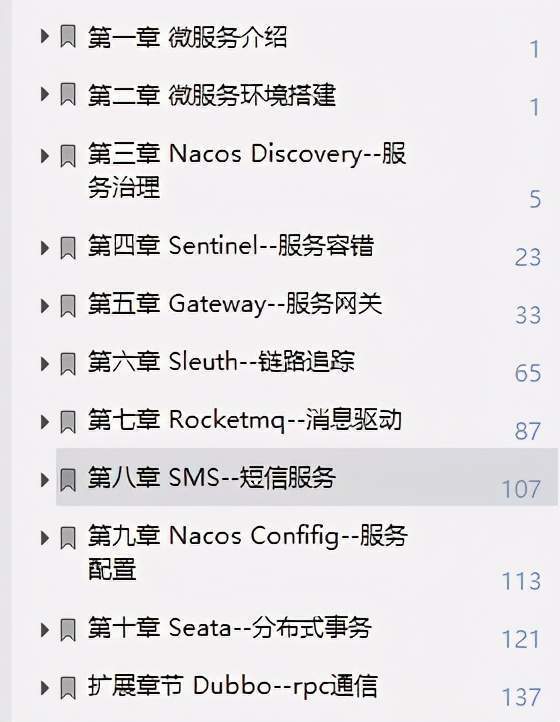 第一章 微服务介绍
1
第二章 微服务环境搭建
1
第三章 Nacos Discovery--服
务治理
5
第四章 Sentinel--服务容错
23
第五章 Gateway--服务网关
33
第六章 Sleuth--链路追踪
65
第七章 Rocketmq--消息驱动
87
第八章 SMS--短信服务
107
第九章 Nacos Confifig--服务
配置
113
第十章 Seata--分布式事务
121
扩展章节 Dubbo--rpc通信
137